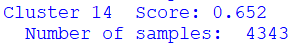 Cluster 14  Score: 0.652
  Number of samples:  4343